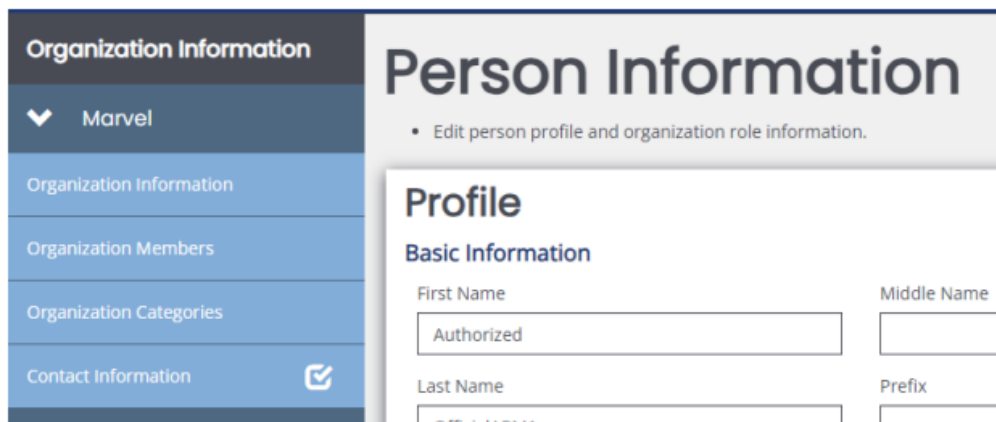 Organization Information
Marvel
Organization Information
Organization Members
Organization Categories
Contact Information
Person Information
• Edit person profile and organization role information.
Profile
Basic Information
First Name
Middle Name
Authorized
Last Name
Prefix